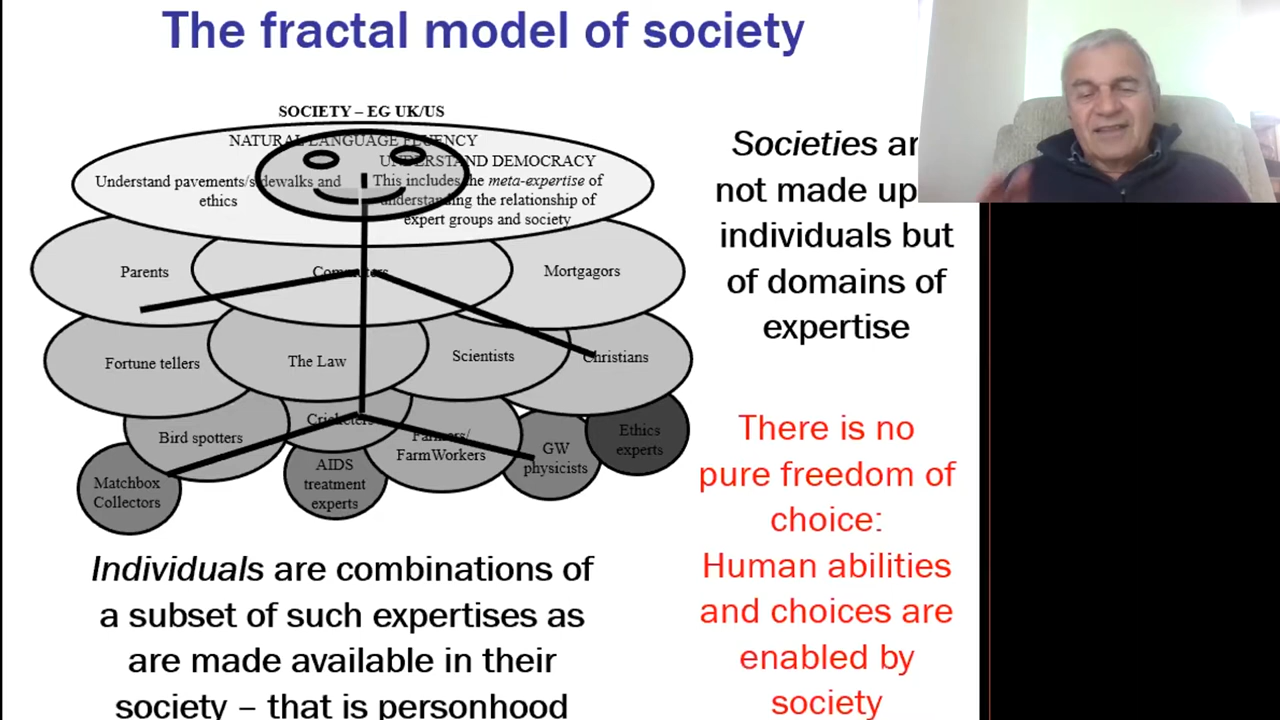 The fractal model of society
SOCIETY – EG UK/US
NATURAL LANGUAGE FLUENCY
UNDERSTAND DEMOCRACY
Understand pavements/sidewalks and
ethics
This includes the meta-expertise of
understanding the relationship of
expert groups and society
Parents
Computers
Mortgagors
Fortune tellers
The Law
Scientists
Christians
Bird spotters
Cricketers
Farmers/
FarmWorkers
GW
physicists
Ethics
experts
Matchbox
Collectors
AIDS
treatment
experts
Societies ar
not made up
individuals but
of domains of
expertise
There is no
pure freedom of
choice:
Human abilities
and choices are
enabled by
society
Individuals are combinations of
a subset of such expertises as
are made available in their
society – that is personhood